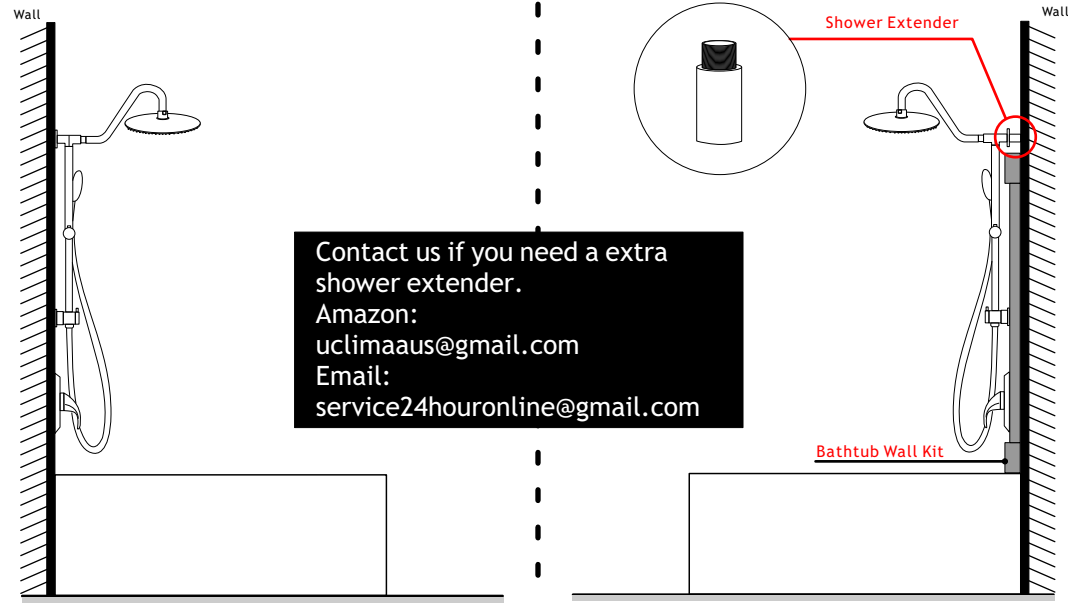 Wall
Shower Extender
Wall
Contact us if you need a extra
shower extender.
Amazon:
uclimaaus@gmail.com
Email:
service24houronline@gmail.com
Bathtub Wall Kit